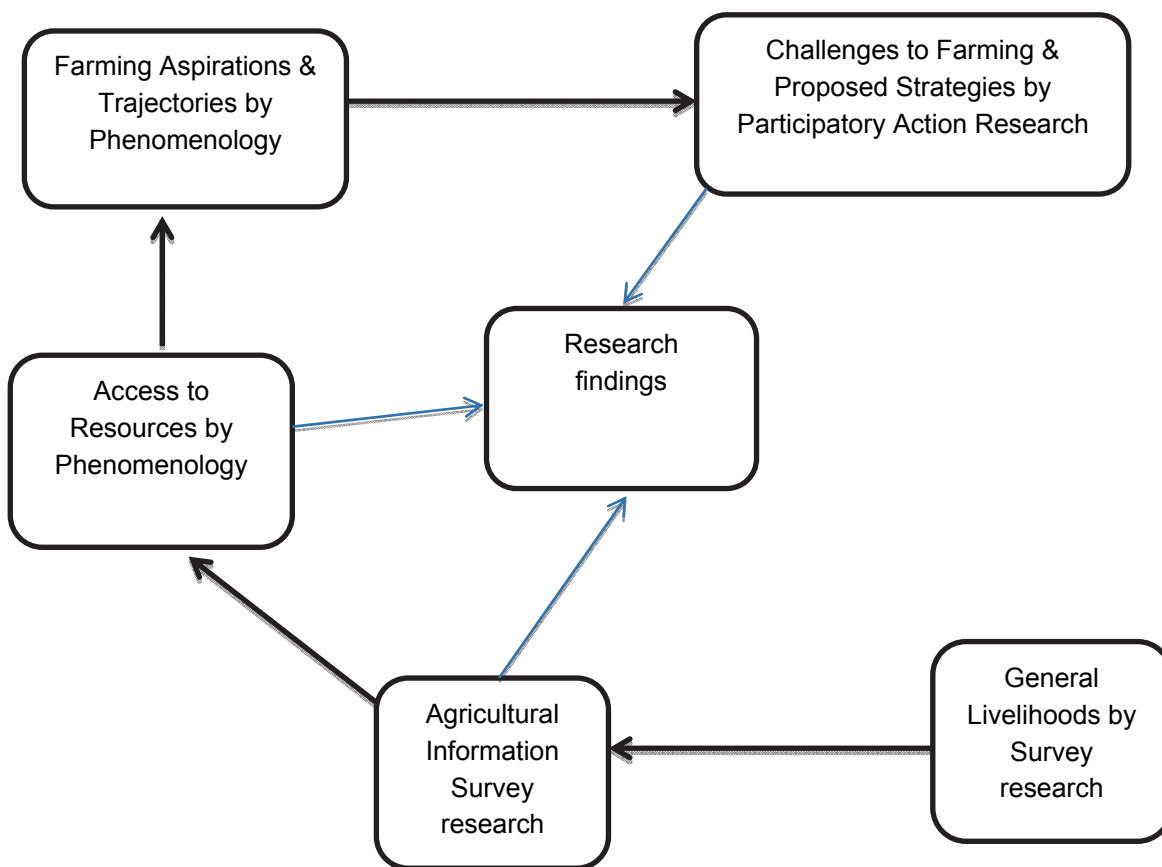 Farming Aspirations &
Trajectories by
Phenomenology
Challenges to Farming &
Proposed Strategies by
Participatory Action Research
Research
findings
Access to
Resources by
Phenomenology
Agricultural
Information
Survey
research
General
Livelihoods by
Survey
research